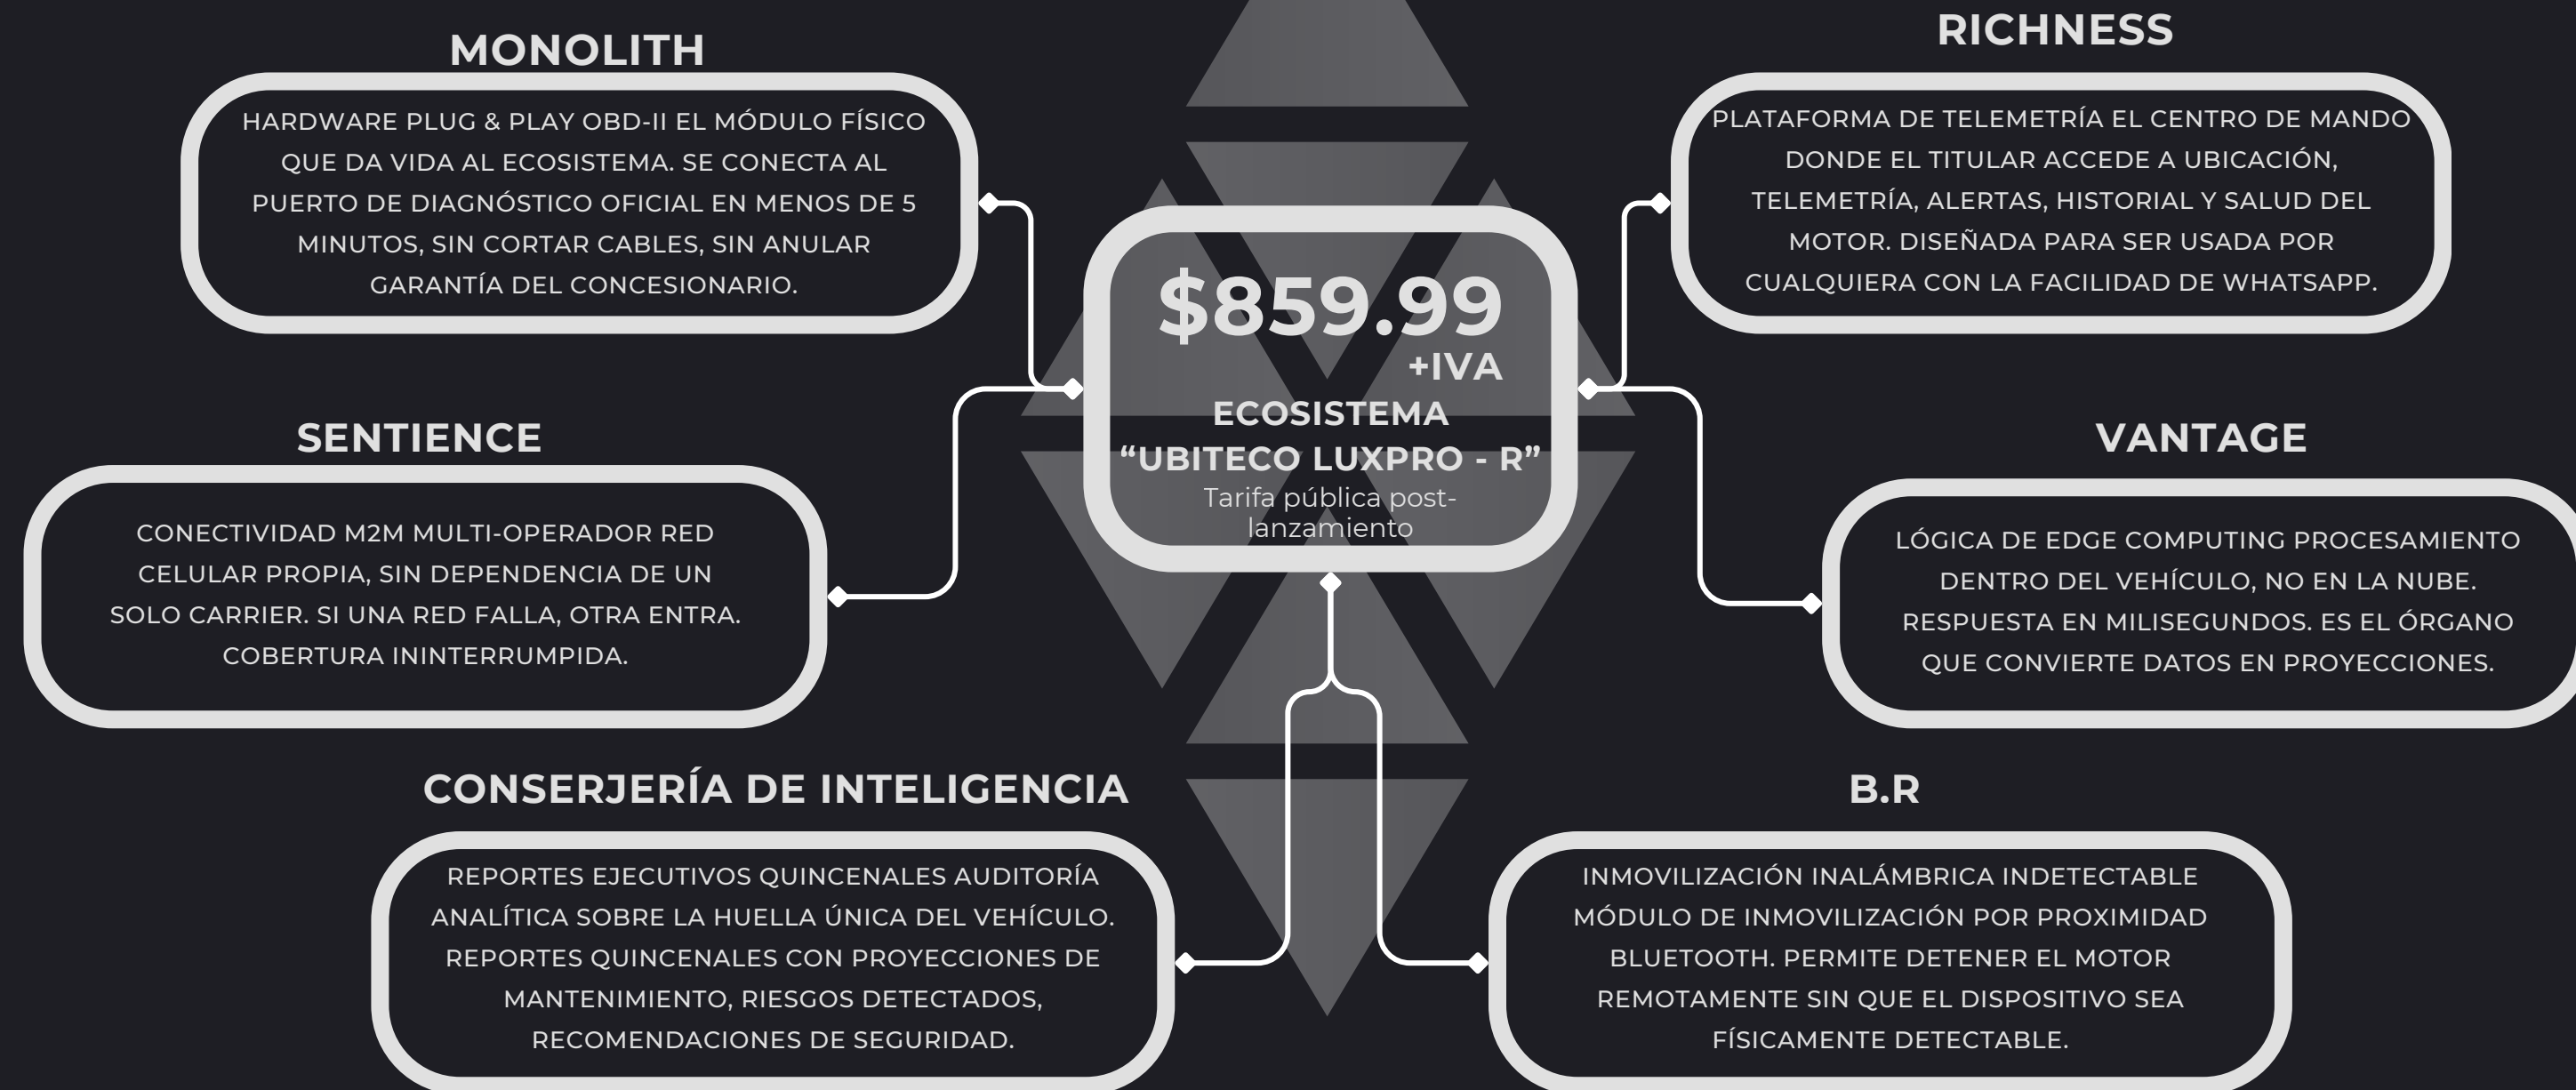 MONOLITH
HARDWARE PLUG & PLAY OBD-II EL MÓDULO FÍSICO
QUE DA VIDA AL ECOSISTEMA. SE CONECTA AL
PUERTO DE DIAGNÓSTICO OFICIAL EN MENOS DE 5
MINUTOS, SIN CORTAR CABLES, SIN ANULAR
GARANTÍA DEL CONCESIONARIO.
RICHNESS
PLATAFORMA DE TELEMETRÍA EL CENTRO DE MANDO
DONDE EL TITULAR ACCEDE A UBICACIÓN,
TELEMETRÍA, ALERTAS, HISTORIAL Y SALUD DEL
MOTOR. DISEÑADA PARA SER USADA POR
CUALQUIERA CON LA FACILIDAD DE WHATSAPP.
$859.99
+IVA
ECOSISTEMA
“UBITECO LUXPRO - R”
Tarifa pública post-
lanzamiento
SENTIENCE
CONECTIVIDAD M2M MULTI-OPERADOR RED
CELULAR PROPIA, SIN DEPENDENCIA DE UN
SOLO CARRIER. SI UNA RED FALLA, OTRA ENTRA.
COBERTURA ININTERRUMPIDA.
VANTAGE
LÓGICA DE EDGE COMPUTING PROCESAMIENTO
DENTRO DEL VEHÍCULO, NO EN LA NUBE.
RESPUESTA EN MILISEGUNDOS. ES EL ÓRGANO
QUE CONVIERTE DATOS EN PROYECCIONES.
CONSERJERÍA DE INTELIGENCIA
REPORTES EJECUTIVOS QUINCENALES AUDITORÍA
ANALÍTICA SOBRE LA HUELLA ÚNICA DEL VEHÍCULO.
REPORTES QUINCENALES CON PROYECCIONES DE
MANTENIMIENTO, RIESGOS DETECTADOS,
RECOMENDACIONES DE SEGURIDAD.
B.R
INMOVILIZACIÓN INALÁMBRICA INDETECTABLE
MÓDULO DE INMOVILIZACIÓN POR PROXIMIDAD
BLUETOOTH. PERMITE DETENER EL MOTOR
REMOTAMENTE SIN QUE EL DISPOSITIVO SEA
FÍSICAMENTE DETECTABLE.